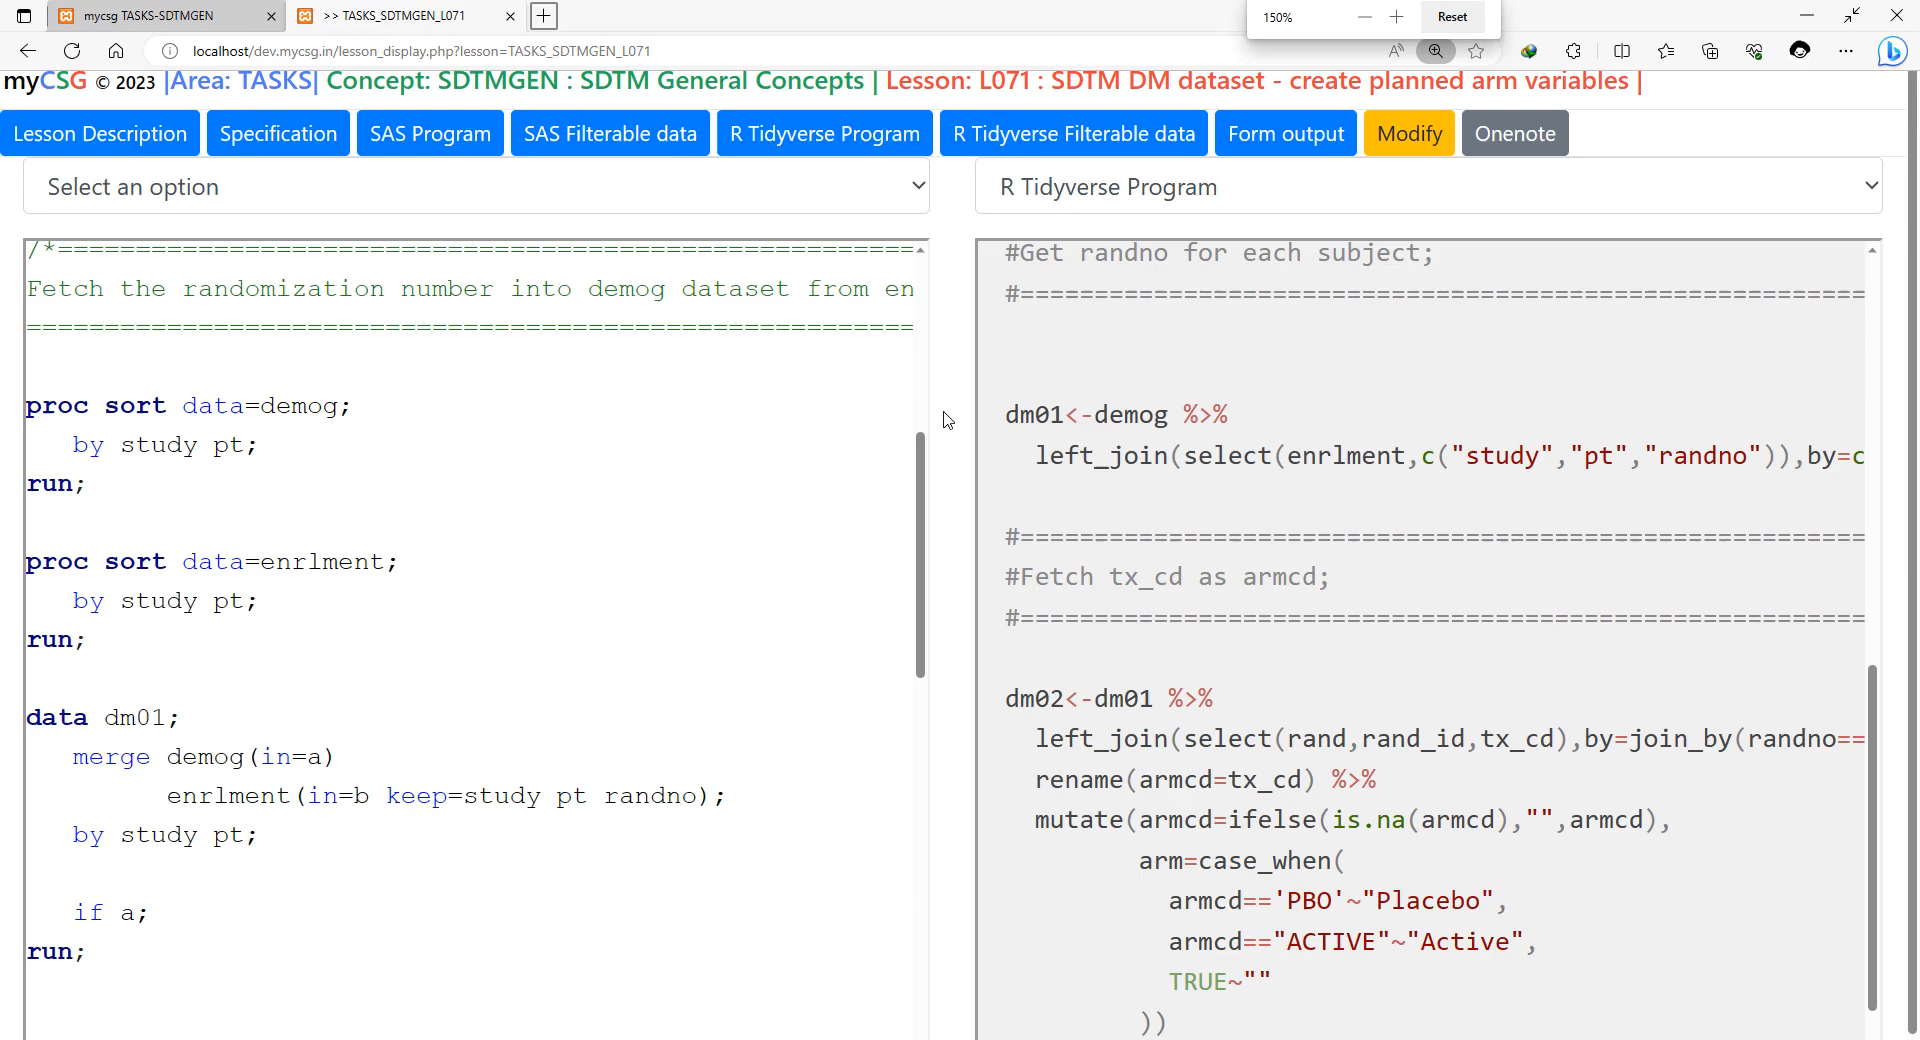 mycsg TASKS-SDTMGEN
>> TASKS_SDTMGEN_L071
150%
Reset
localhost/dev.mycsg.in/lesson_display.php?lesson=TASKS_SDTMGEN_L071
myCSG © 2023 |Area: TASKS| Concept: SDTMGEN : SDTM General Concepts | Lesson: L071 : SDTM DM dataset - create planned arm variables |
Lesson Description
Specification
SAS Program
SAS Filterable data
R Tidyverse Program
R Tidyverse Filterable data
Form output
Modify
Onenote
Select an option
R Tidyverse Program
/*=======================================================
Fetch the randomization number into demog dataset from en
=========================================================
proc sort data=demog;
by study pt;
run;
proc sort data=enrlment;
by study pt;
run;
data dm01;
merge demog(in=a)
enrlment(in=b keep=study pt randno);
by study pt;
if a;
run;
#Get randno for each subject;
#=========================================================
dm01<-demog %>%
left_join(select(enrlment,c("study","pt","randno")),by=c
#=========================================================
#Fetch tx_cd as armcd;
#=========================================================
dm02<-dm01 %>%
left_join(select(rand,rand_id,tx_cd),by=join_by(randno==
rename(armcd=tx_cd) %>%
mutate(armcd=ifelse(is.na(armcd),"",armcd),
arm=case_when(
armcd=='PBO'~"Placebo",
armcd=="ACTIVE"~"Active",
TRUE~""
))